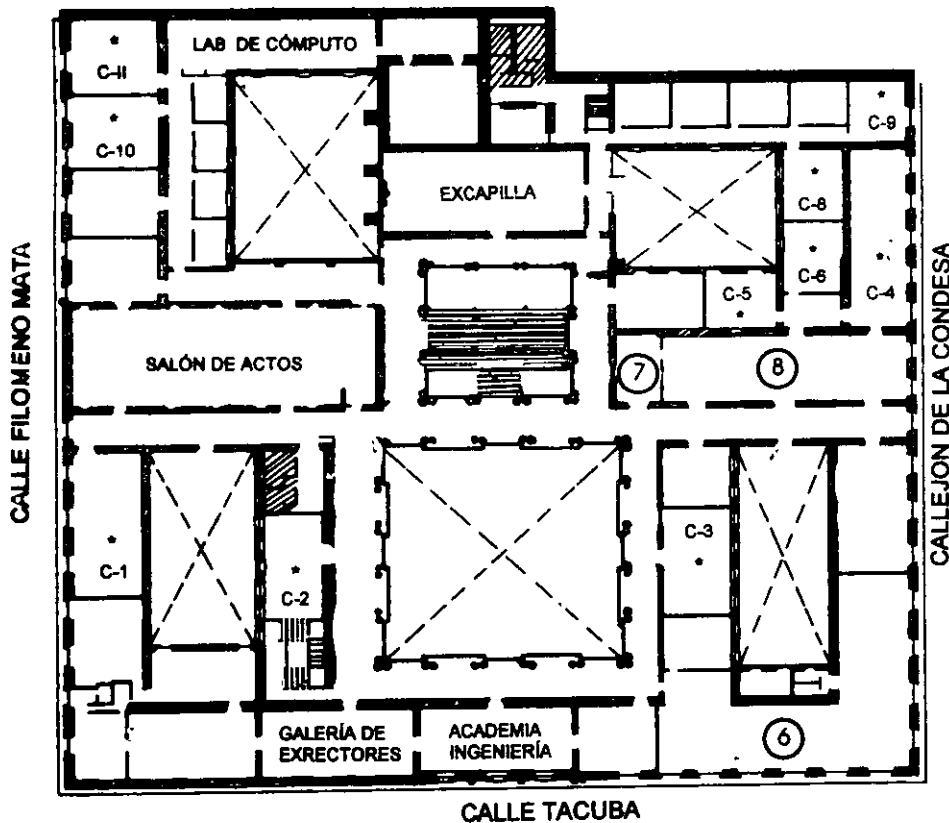 LAB DE CÓMPUTO
C-II
C-9
C-10
EXCAPILLA
C-8
C-6
C-5
C-4
SALÓN DE ACTOS
7
8
CALLE FILOMENO MATA
CALLEJON DE LA CONDESA
C-3
C-1
C-2
GALERÍA DE
EXRECTORES
ACADEMIA
INGENIERÍA
6
CALLE TACUBA